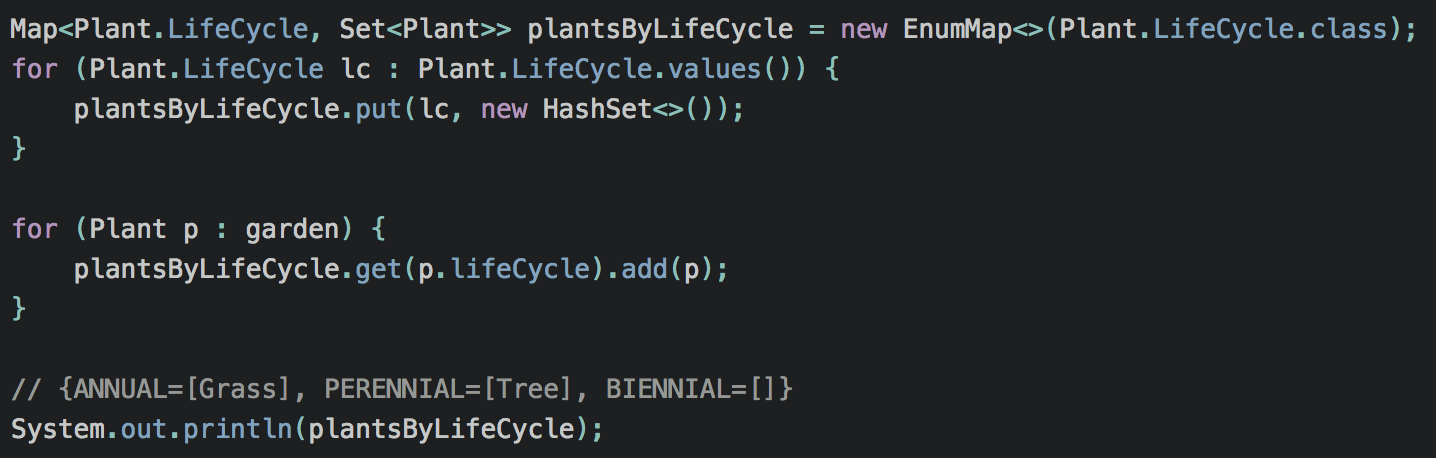 Map<Plant.LifeCycle, Set<Plant>> plantsByLifeCycle = new EnumMap<>(Plant.LifeCycle.class);
for (Plant.LifeCycle lc : Plant.LifeCycle.values()) {
    plantsByLifeCycle.put(lc, new HashSet<>());
}

for (Plant p : garden) {
    plantsByLifeCycle.get(p.lifeCycle).add(p);
}

// {ANNUAL=[Grass], PERENNIAL=[Tree], BIENNIAL=[]}
System.out.println(plantsByLifeCycle);